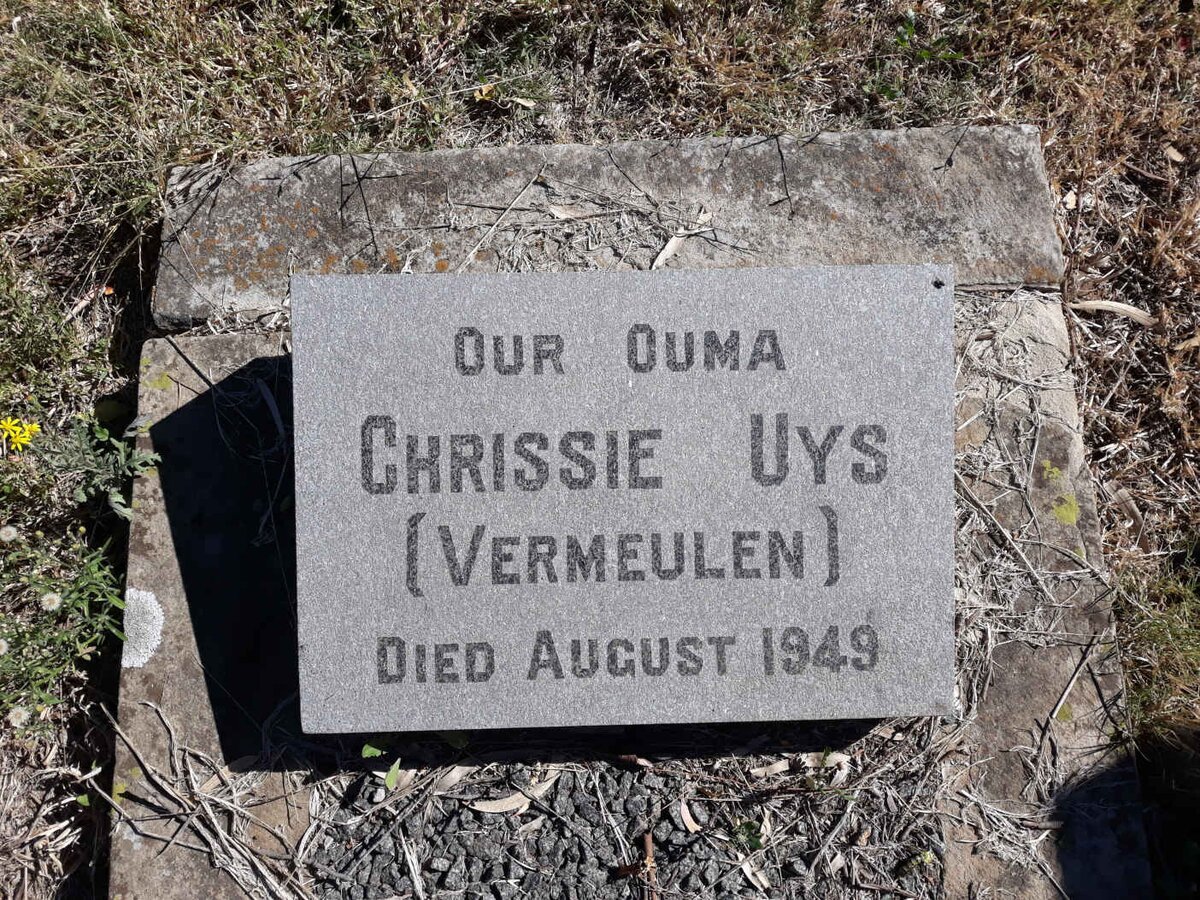 Our Ouma
Chrissie Uys
(Vermeulen)
Died August 1949